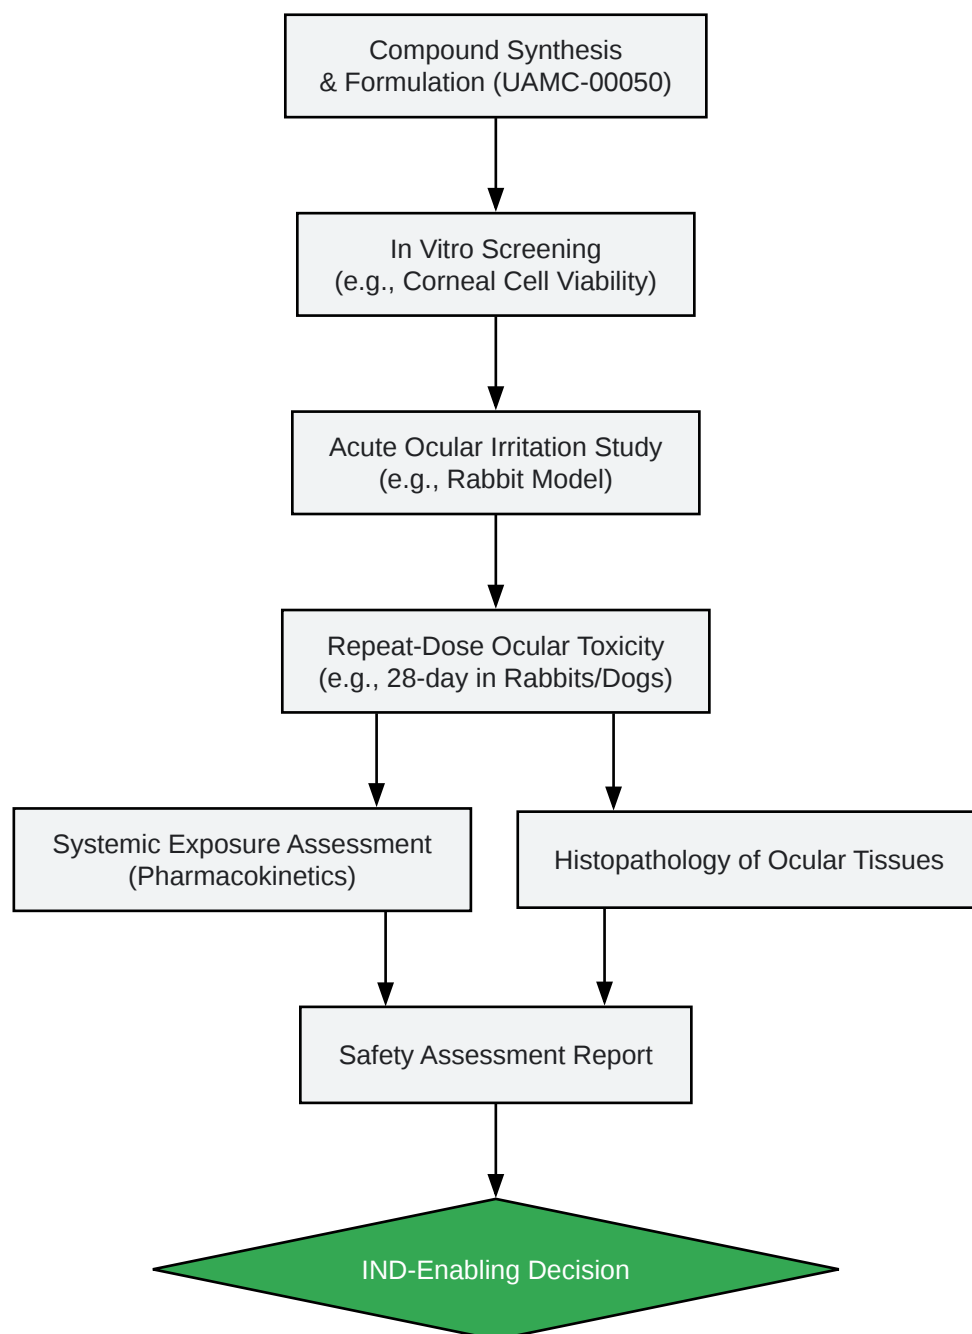 Compound Synthesis
& Formulation (UAMC-00050)
In Vitro Screening
(e.g., Corneal Cell Viability)
Acute Ocular Irritation Study
(e.g., Rabbit Model)
Repeat-Dose Ocular Toxicity
(e.g., 28-day in Rabbits/Dogs)
Systemic Exposure Assessment
(Pharmacokinetics)
Histopathology of Ocular Tissues
Safety Assessment Report
IND-Enabling Decision